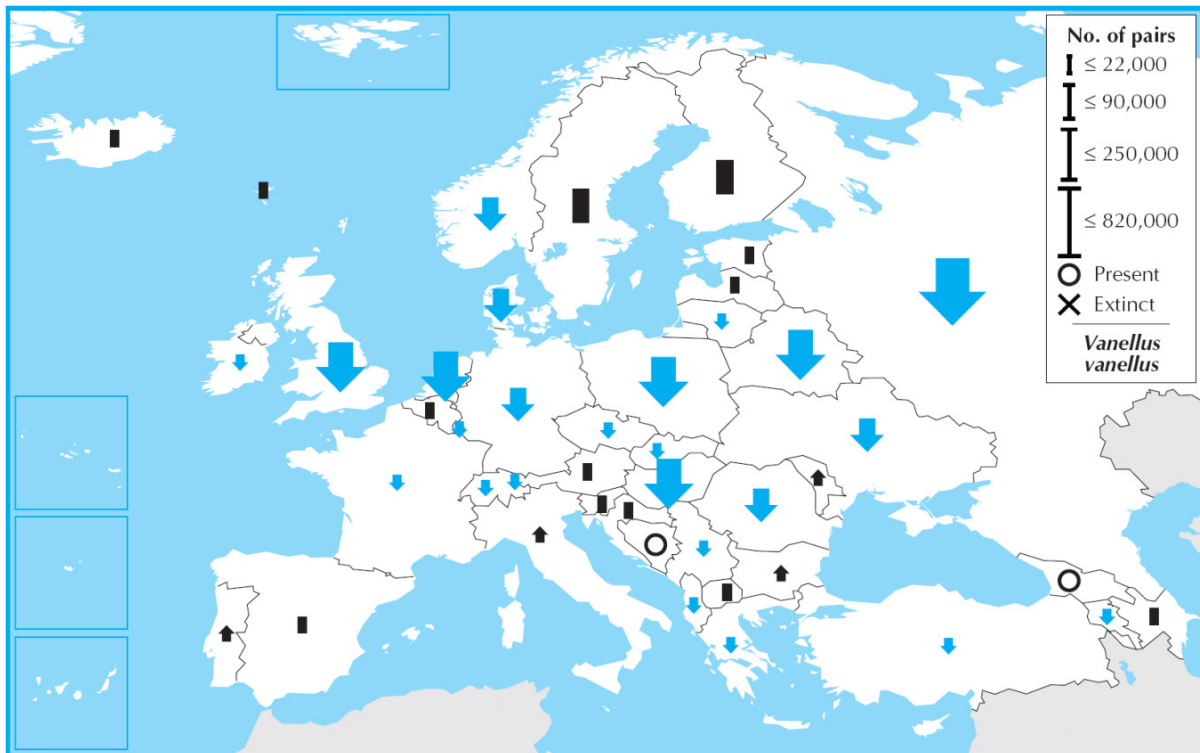 No. of pairs
≤ 22,000
≤ 90,000
≤ 250,000
≤ 820,000
Present
Extinct
Vanellus
vanellus